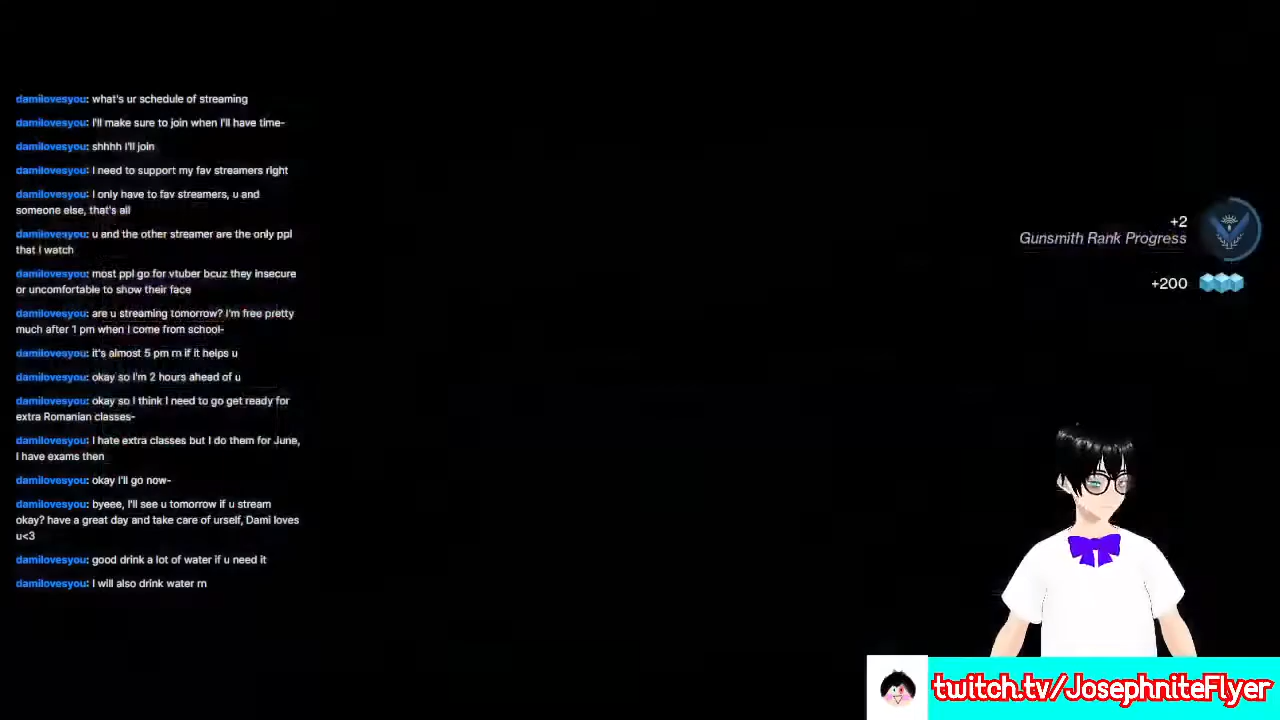 damilovesyou: what's ur schedule of streaming
damilovesyou: I'll make sure to join when I'll have time-
damilovesyou: shhhh I'll join
damilovesyou: I need to support my fav streamers right
damilovesyou: I only have to fav streamers, u and
someone else, that's all
damilovesyou: u and the other streamer are the only ppl
that I watch
damilovesyou: most ppl go for vtuber bcuz they insecure
or uncomfortable to show their face
damilovesyou: are u streaming tomorrow? I'm free pretty
much after 1 pm when I come from school-
damilovesyou: it's almost 5 pm rn if it helps u
damilovesyou: okay so I'm 2 hours ahead of u
damilovesyou: okay so I think I need to go get ready for
extra Romanian classes-
damilovesyou: I hate extra classes but I do them for June,
I have exams then
damilovesyou: okay I'll go now-
damilovesyou: byeee, I'll see u tomorrow if u stream
okay? have a great day and take care of urself, Dami loves
u<3
damilovesyou: good drink a lot of water if u need it
damilovesyou: I will also drink water rn
+2
Gunsmith Rank Progress
+200
twitch.tv/JosephniteFlyer